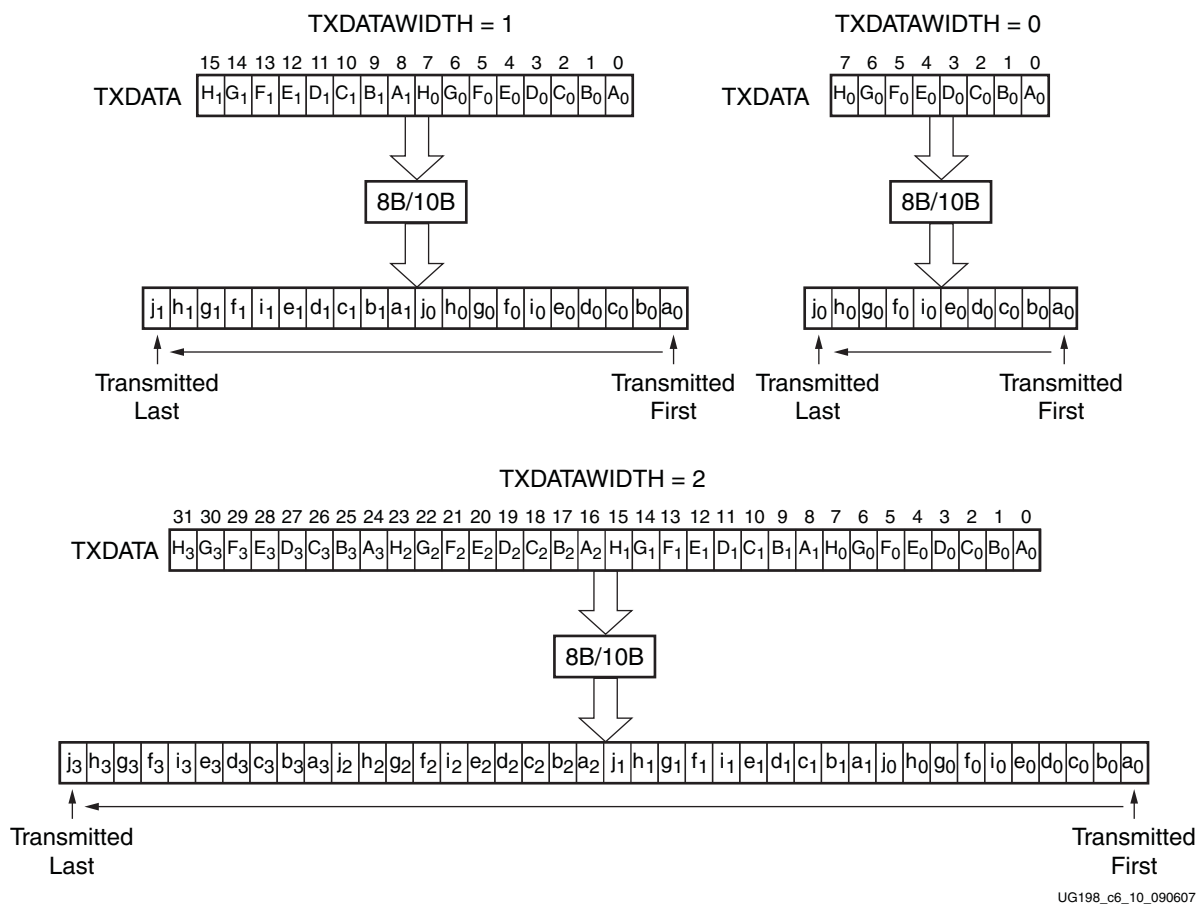 TXDATAWIDTH = 1
15 14 13 12 11 10 9 8 7 6 5 4 3 2 1 0
TXDATA H₁ G₁ F₁ E₁ D₁ C₁ B₁ A₁ H₀ G₀ F₀ E₀ D₀ C₀ B₀ A₀
8B/10B
j₁ h₁ g₁ f₁ i₁ e₁ d₁ c₁ b₁ a₁ j₀ h₀ g₀ f₀ i₀ e₀ d₀ c₀ b₀ a₀
Transmitted
Last
Transmitted
First
TXDATAWIDTH = 0
7 6 5 4 3 2 1 0
TXDATA H₀ G₀ F₀ E₀ D₀ C₀ B₀ A₀
8B/10B
j₀ h₀ g₀ f₀ i₀ e₀ d₀ c₀ b₀ a₀
Transmitted
Last
Transmitted
First
TXDATAWIDTH = 2
31 30 29 28 27 26 25 24 23 22 21 20 19 18 17 16 15 14 13 12 11 10 9 8 7 6 5 4 3 2 1 0
TXDATA H₃ G₃ F₃ E₃ D₃ C₃ B₃ A₃ H₂ G₂ F₂ E₂ D₂ C₂ B₂ A₂ H₁ G₁ F₁ E₁ D₁ C₁ B₁ A₁ H₀ G₀ F₀ E₀ D₀ C₀ B₀ A₀
8B/10B
j₃ h₃ g₃ f₃ i₃ e₃ d₃ c₃ b₃ a₃ j₂ h₂ g₂ f₂ i₂ e₂ d₂ c₂ b₂ a₂ j₁ h₁ g₁ f₁ i₁ e₁ d₁ c₁ b₁ a₁ j₀ h₀ g₀ f₀ i₀ e₀ d₀ c₀ b₀ a₀
Transmitted
Last
Transmitted
First
UG198_c6_10_090607